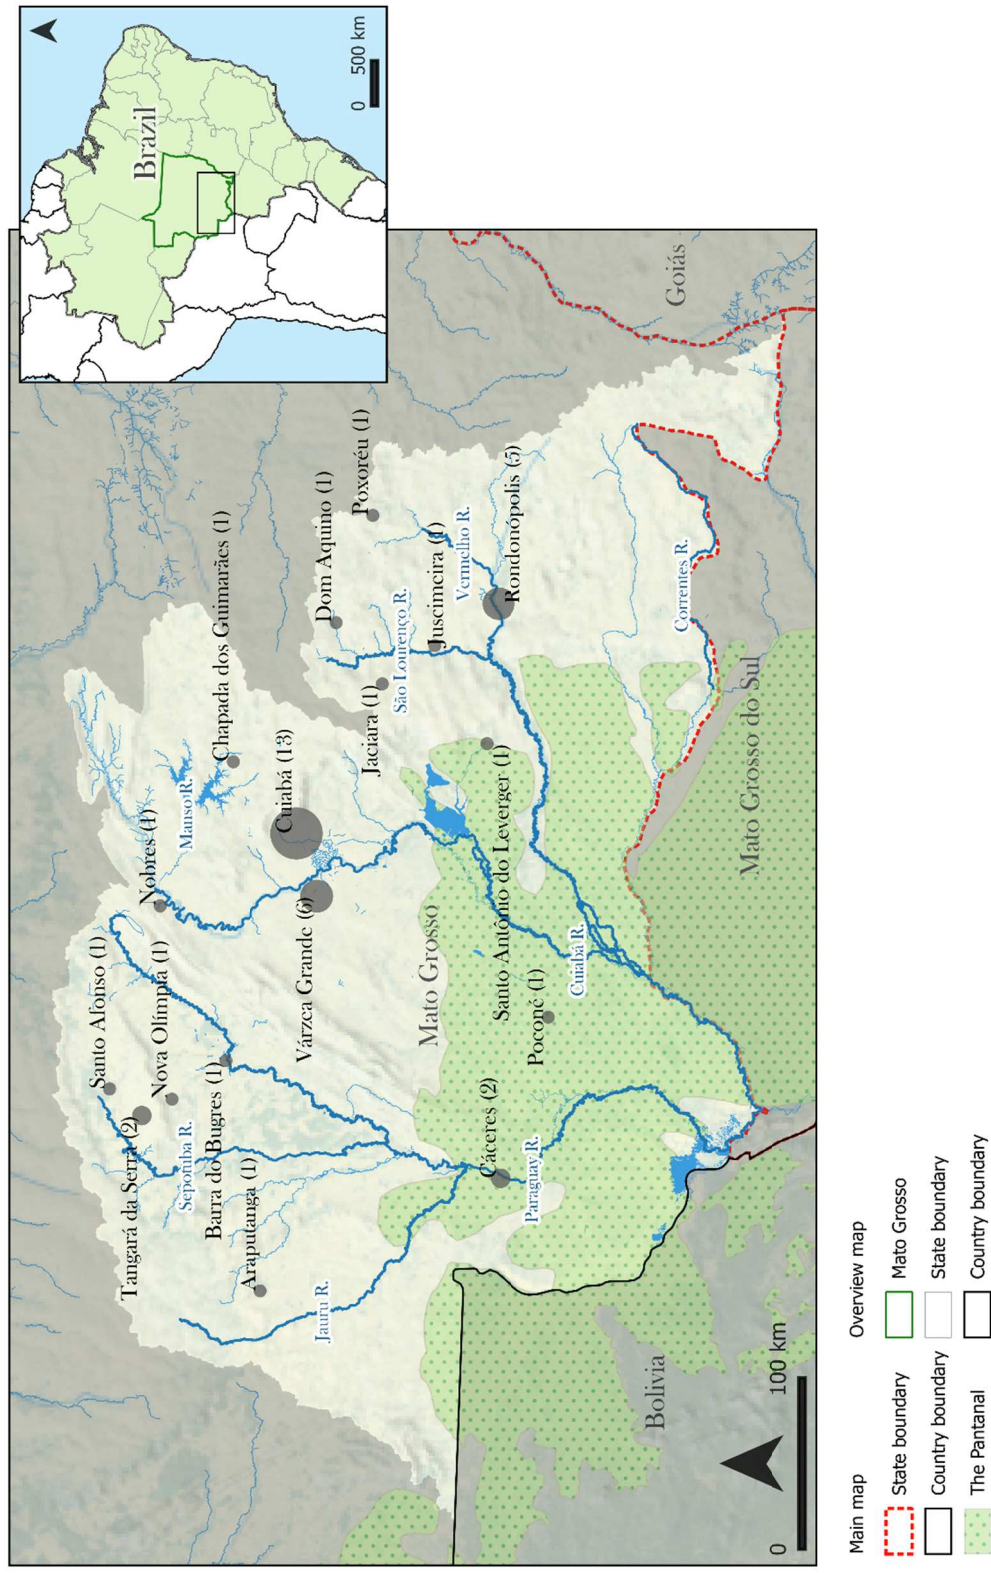 Brazil
0 500 km
Goiás
Poxoréu (1)
Dom Aquino (1)
Chapada dos Guimarães (1)
Rondonópolis (5)
Vermelho R.
Juscimeira (1)
São Lourenço R.
Jaciara (1)
Correntes R.
Cuiabá (13)
Manso R.
Nobres (1)
Santo Antônio do Leverger (1)
Mato Grosso do Sul
Várzea Grande (6)
Mato Grosso
Cuiabá R.
Poconé (1)
Santo Afonso (1)
Nova Olímpia (1)
Tangará da Serra (2)
Sepotuba R.
Barra do Bugres (1)
Araputanga (1)
Cáceres (2)
Paraguay R.
Jauru R.
Bolivia
0 100 km
Main map
State boundary
Country boundary
The Pantanal
Overview map
Mato Grosso
State boundary
Country boundary